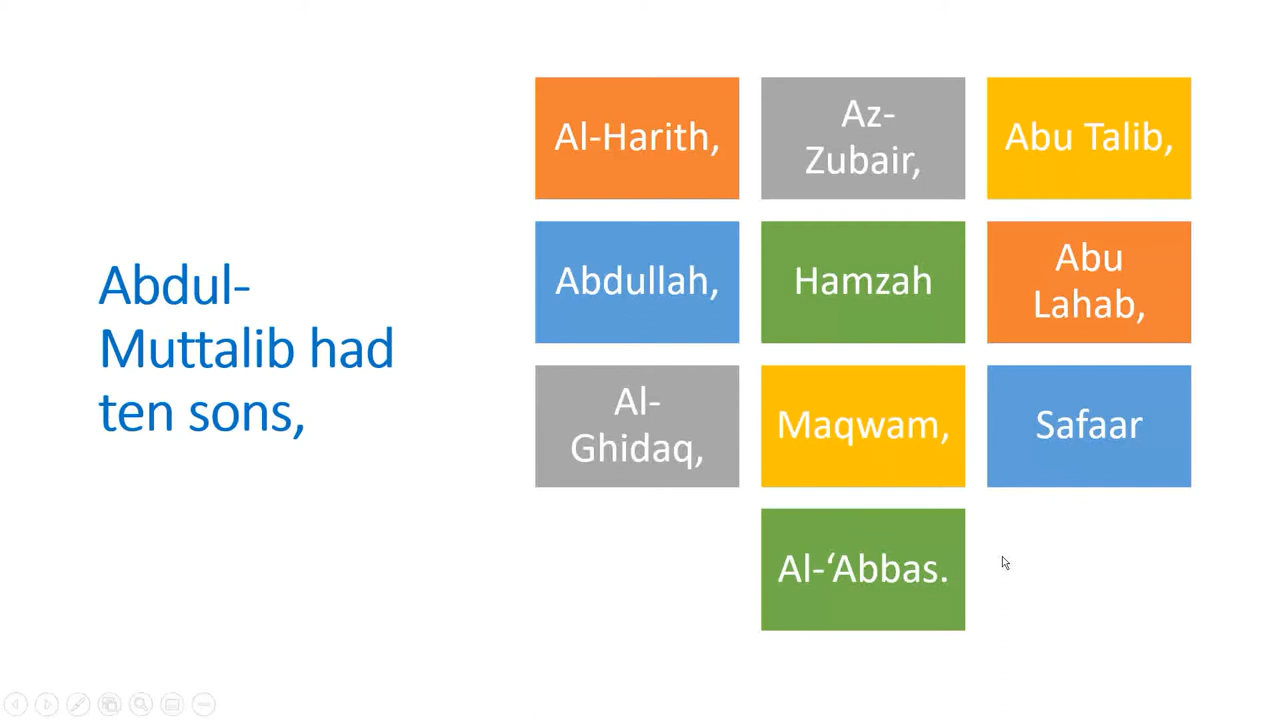 Abdul-
Muttalib had
ten sons,
Al-Harith,
Az-
Zubair,
Abu Talib,
Abdullah,
Hamzah
Abu
Lahab,
Al-
Ghidaq,
Maqwam,
Safaar
Al-‘Abbas.